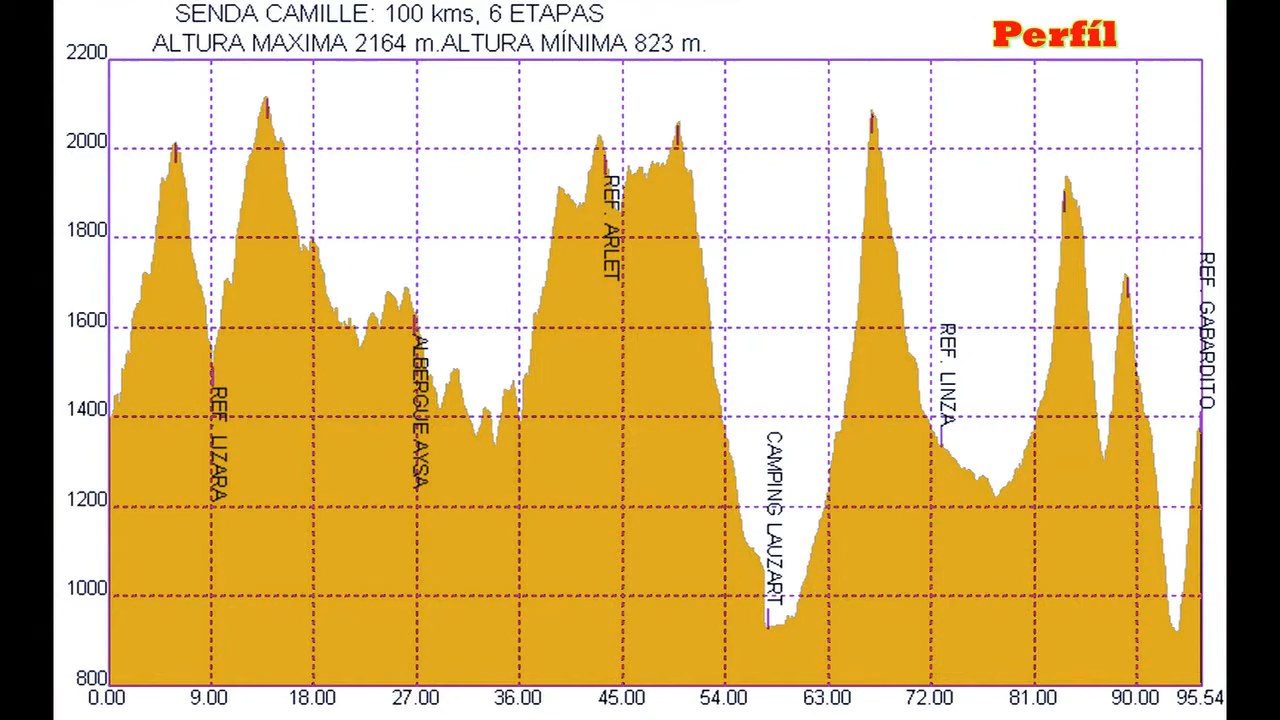 SENDA CAMILLE: 100 kms, 6 ETAPAS
ALTURA MAXIMA 2164 m.ALTURA MÍNIMA 823 m.
Perfíl
2200
2000
1800
1600
1400
1200
1000
800
REF. LIZARA
ALBERGUE AYSA
REF. ARLET
CAMPING LAUZART
REF. LINZA
REF. GABARDITO
0.00 9.00 18.00 27.00 36.00 45.00 54.00 63.00 72.00 81.00 90.00 95.54